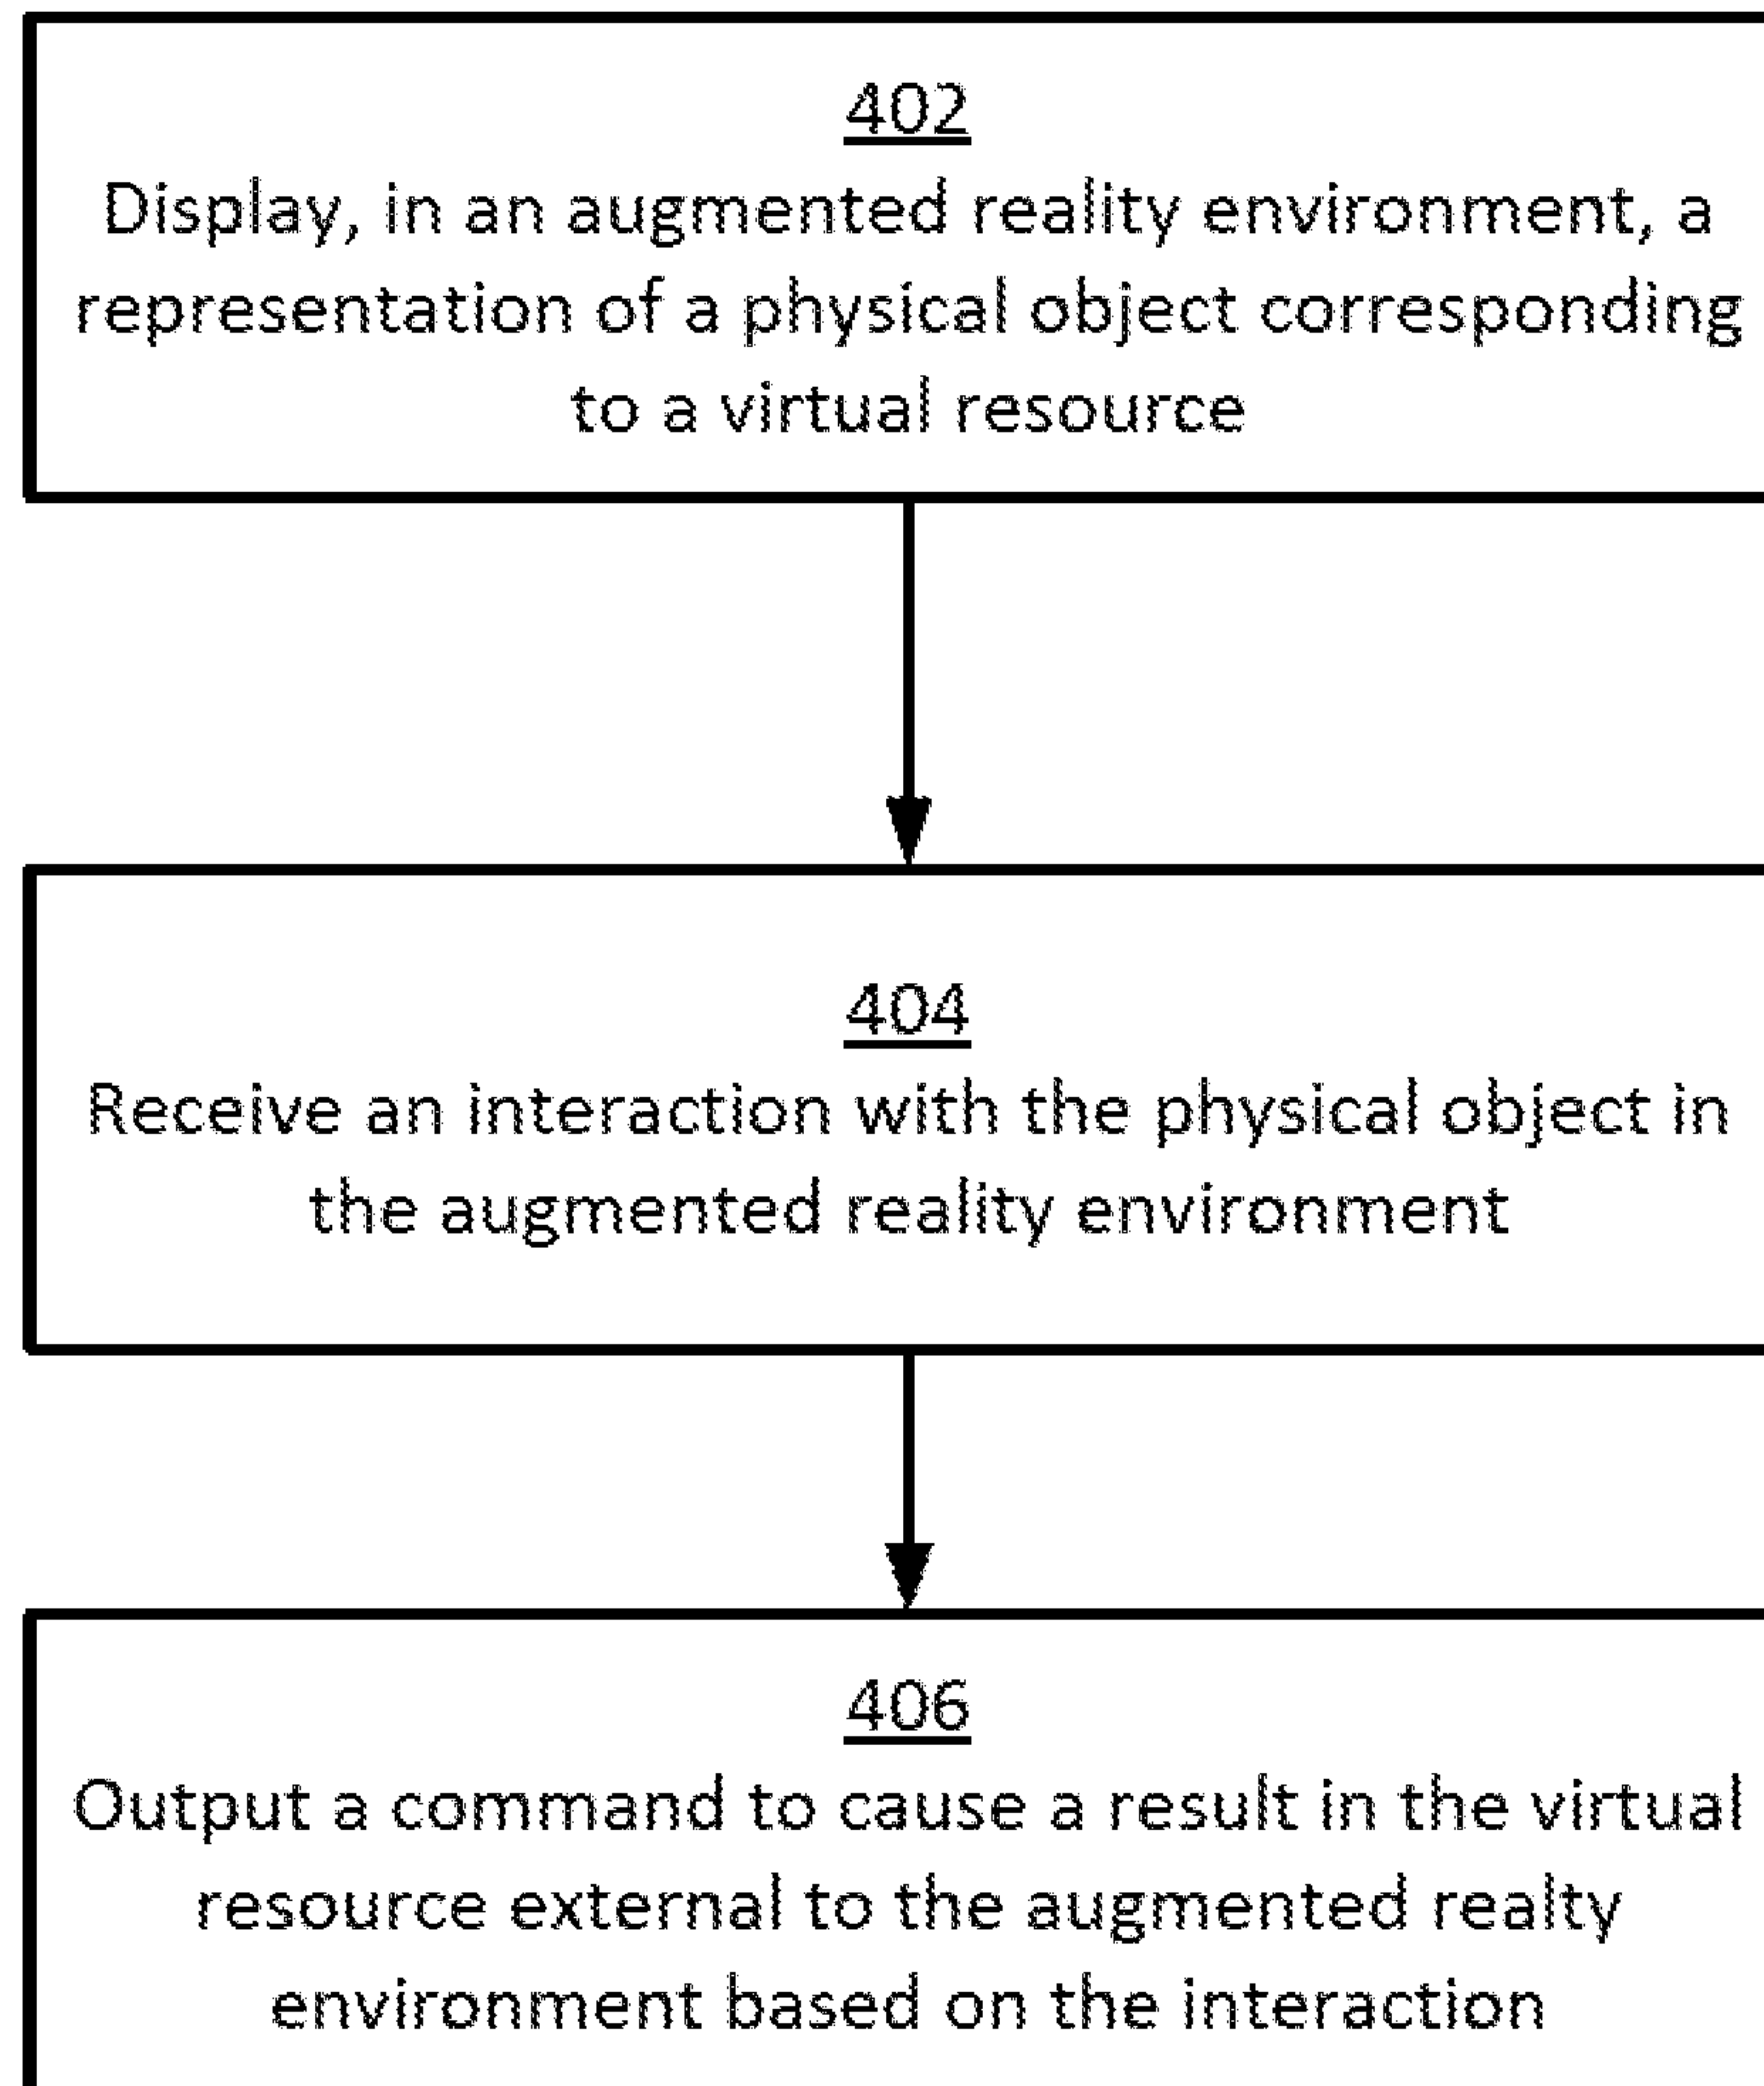 402
Display, in an augmented reality environment, a
representation of a physical object corresponding
to a virtual resource
404
Receive an interaction with the physical object in
the augmented reality environment
406
Output a command to cause a result in the virtual
resource external to the augmented realty
environment based on the interaction